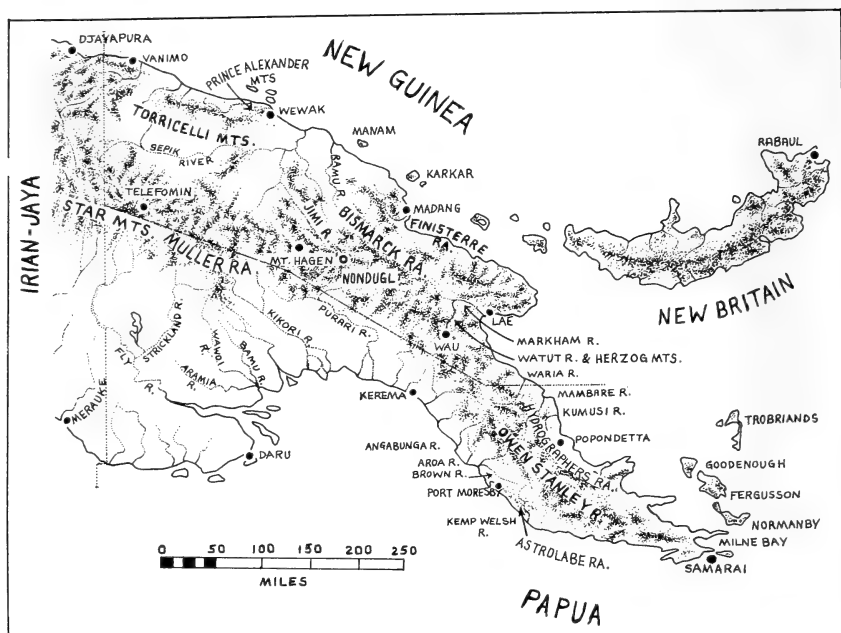 DJAYAPURA
VANIMO
PRINCE ALEXANDER
MTS
WEWAK
NEW GUINEA
TORRICELLI MTS.
SEPIK
RIVER
MANAM
KARKAR
RAMU R.
RABAUL
IRIAN-JAYA
TELEFOMIN
STAR MTS.
MULLER RA.
JIMI R.
BISMARCK RA.
MADANG
FINISTERRE
RA.
MT. HAGEN
NONDUGL
NEW BRITAIN
LAE
WAU
MARKHAM R.
WATUT R. & HERZOG MTS.
WARIA R.
MAMBARE R.
KUMUSI R.
STRICKLAND R.
FLY
R.
WAWOI
R.
ARAMIA
R.
BAMU R.
KIKORI R.
PURARI R.
MERAUKE
DARU
KEREMA
HYDROGRAPHERS RA.
OWEN STANLEY R.
POPONDETTA
TROBRIANDS
GOODENOUGH
FERGUSSON
NORMANBY
MILNE BAY
SAMARAI
ANGABUNGA R.
AROA R.
BROWN R.
PORT MORESBY
KEMP WELSH
R.
ASTROLABE RA.
0 50 100 150 200 250
MILES
PAPUA